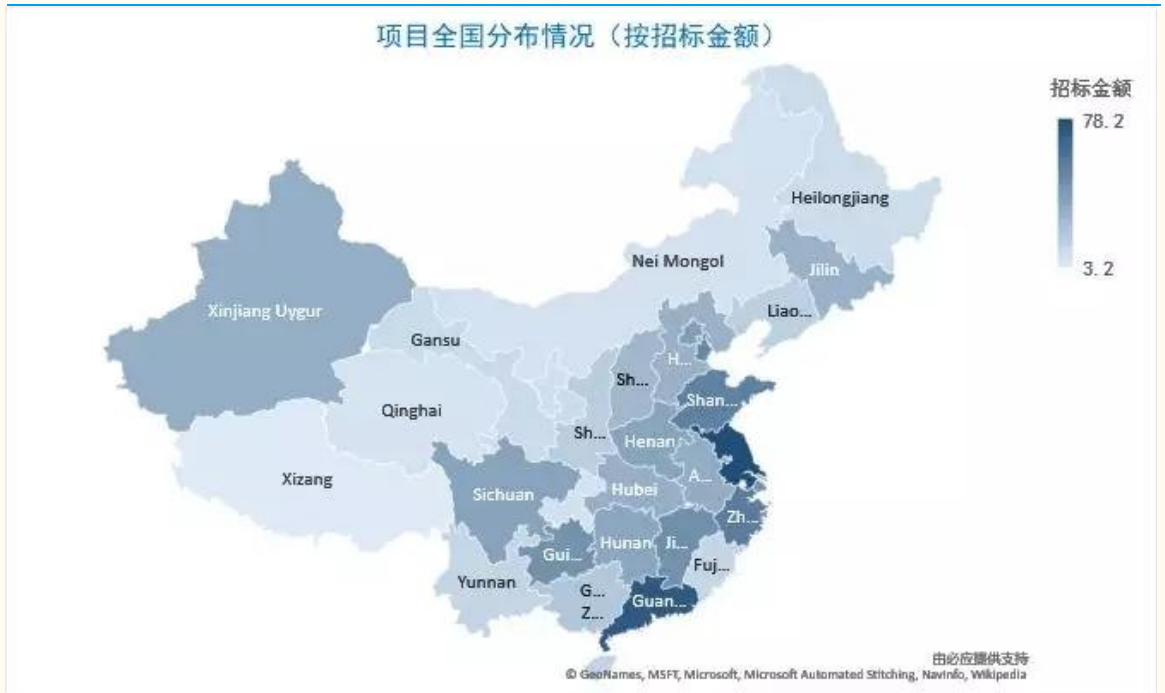 项目全国分布情况（按招标金额）
招标金额
78.2
3.2
Heilongjiang
Nei Mongol
Jilin
Xinjiang Uygur
Liao...
Gansu
H...
Sh...
Shan...
Qinghai
Sh...
Henan
A...
Xizang
Sichuan
Hubei
Zh...
Hunan
Ji...
Gui...
Fuj...
Yunnan
G...
Z...
Guan...
由必应提供支持
© GeoNames, MSFT, Microsoft, Microsoft Automated Stitching, Navinfo, Wikipedia